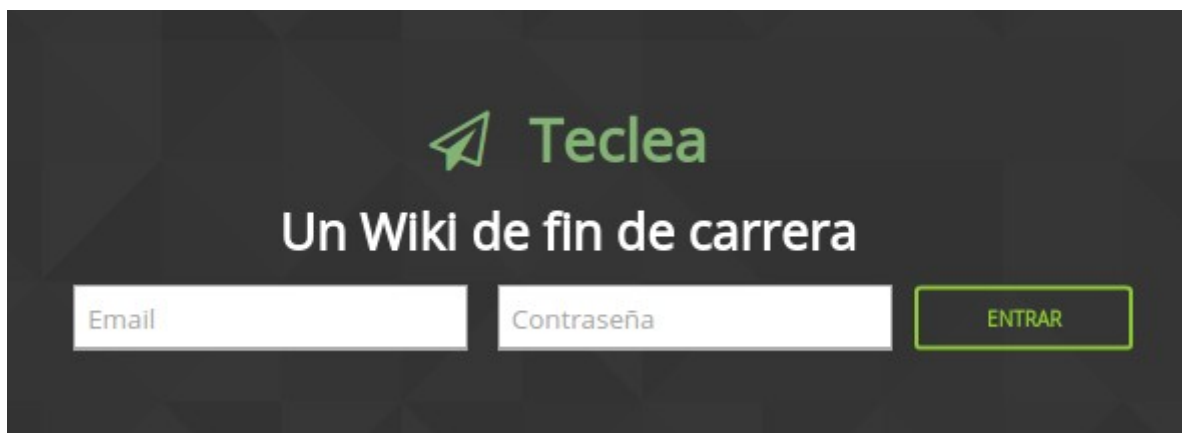 Teclea
Un Wiki de fin de carrera
Email
Contraseña
ENTRAR